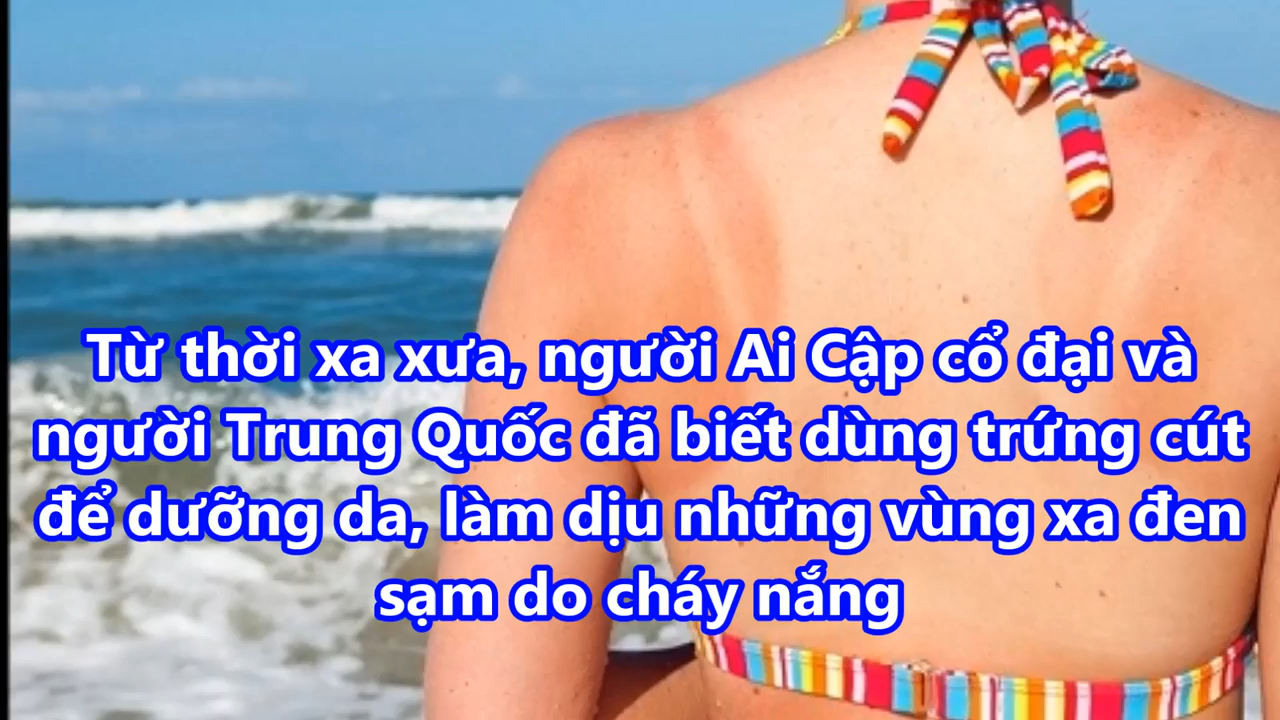 Từ thời xa xưa, người Ai Cập cổ đại và
người Trung Quốc đã biết dùng trứng cút
để dưỡng da, làm dịu những vùng xa đen
sạm do cháy nắng